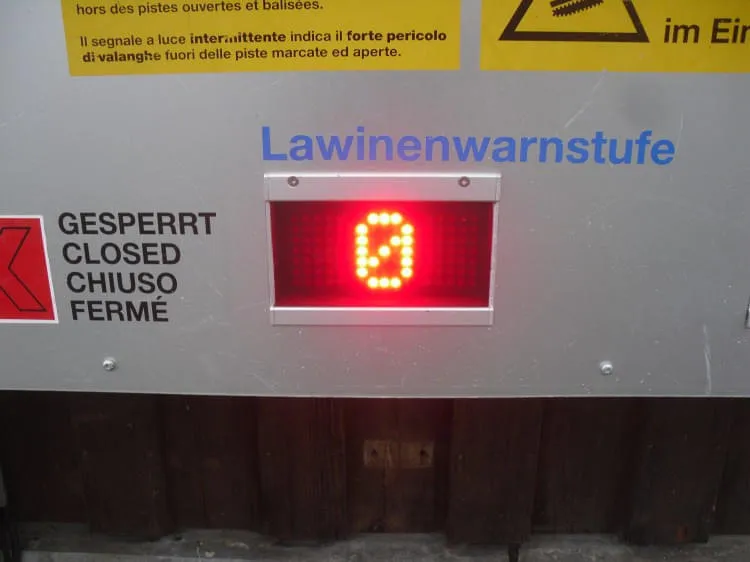 hors des pistes ouvertes et balisées.
Il segnale a luce intermittente indica il forte pericolo
di valanghe fuori delle piste marcate ed aperte.
im Ein
Lawinenwarnstufe
0
GESPERRT
CLOSED
CHIUSO
FERMÉ